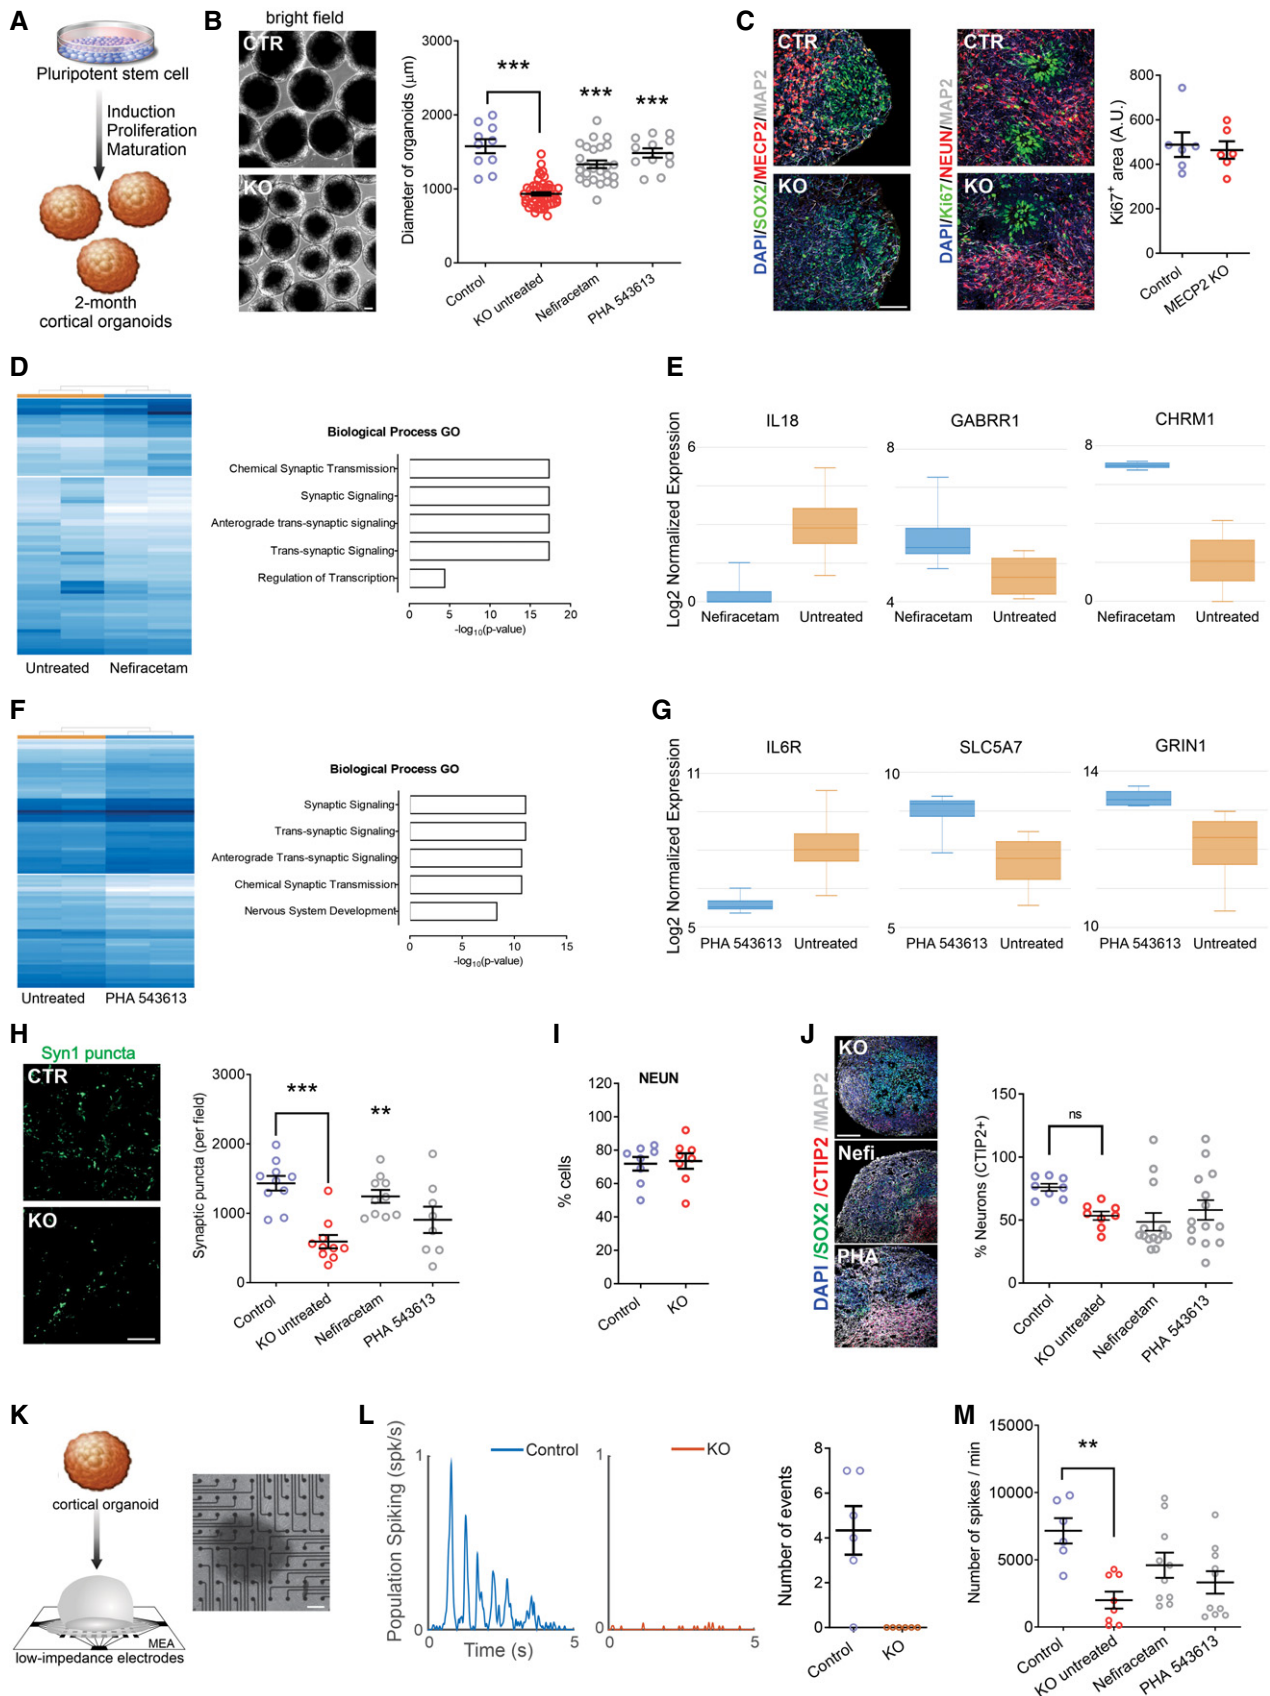 A
Pluripotent stem cell
Induction
Proliferation
Maturation
2-month
cortical organoids
B
bright field
CTR
KO
Diameter of organoids (μm)
3000
2000
1000
0
***
***
***
Control
KO untreated
Nefiracetam
PHA 543613
C
DAPI/SOX2/MECP2/MAP2
CTR
KO
DAPI/Ki67/NEUN/MAP2
CTR
KO
Ki67+ area (A.U.)
800
600
400
200
0
Control
MECP2 KO
D
Untreated
Nefiracetam
Biological Process GO
Chemical Synaptic Transmission
Synaptic Signaling
Anterograde trans-synaptic signaling
Trans-synaptic Signaling
Regulation of Transcription
0
5
10
15
20
-log10(p-value)
E
Log2 Normalized Expression
IL18
6
0
Nefiracetam
Untreated
GABRR1
8
4
Nefiracetam
Untreated
CHRM1
8
0
Nefiracetam
Untreated
F
Untreated
PHA 543613
Biological Process GO
Synaptic Signaling
Trans-synaptic Signaling
Anterograde Trans-synaptic Signaling
Chemical Synaptic Transmission
Nervous System Development
0
5
10
15
-log10(p-value)
G
Log2 Normalized Expression
IL6R
11
5
PHA 543613
Untreated
SLC5A7
10
5
PHA 543613
Untreated
GRIN1
14
10
PHA 543613
Untreated
H
Syn1 puncta
CTR
KO
Synaptic puncta (per field)
3000
2000
1000
0
***
**
Control
KO untreated
Nefiracetam
PHA 543613
I
NEUN
% cells
120
100
80
60
40
20
0
Control
KO
J
DAPI /SOX2 /CTIP2 /MAP2
KO
Nefi.
PHA
% Neurons (CTIP2+)
150
100
50
0
ns
Control
KO untreated
Nefiracetam
PHA 543613
K
cortical organoid
MEA
low-impedance electrodes
L
Population Spiking (spk/s)
1
0
Control
0
5
Time (s)
1
0
KO
0
5
Number of events
8
6
4
2
0
Control
KO
M
Number of spikes / min
15000
10000
5000
0
**
Control
KO untreated
Nefiracetam
PHA 543613